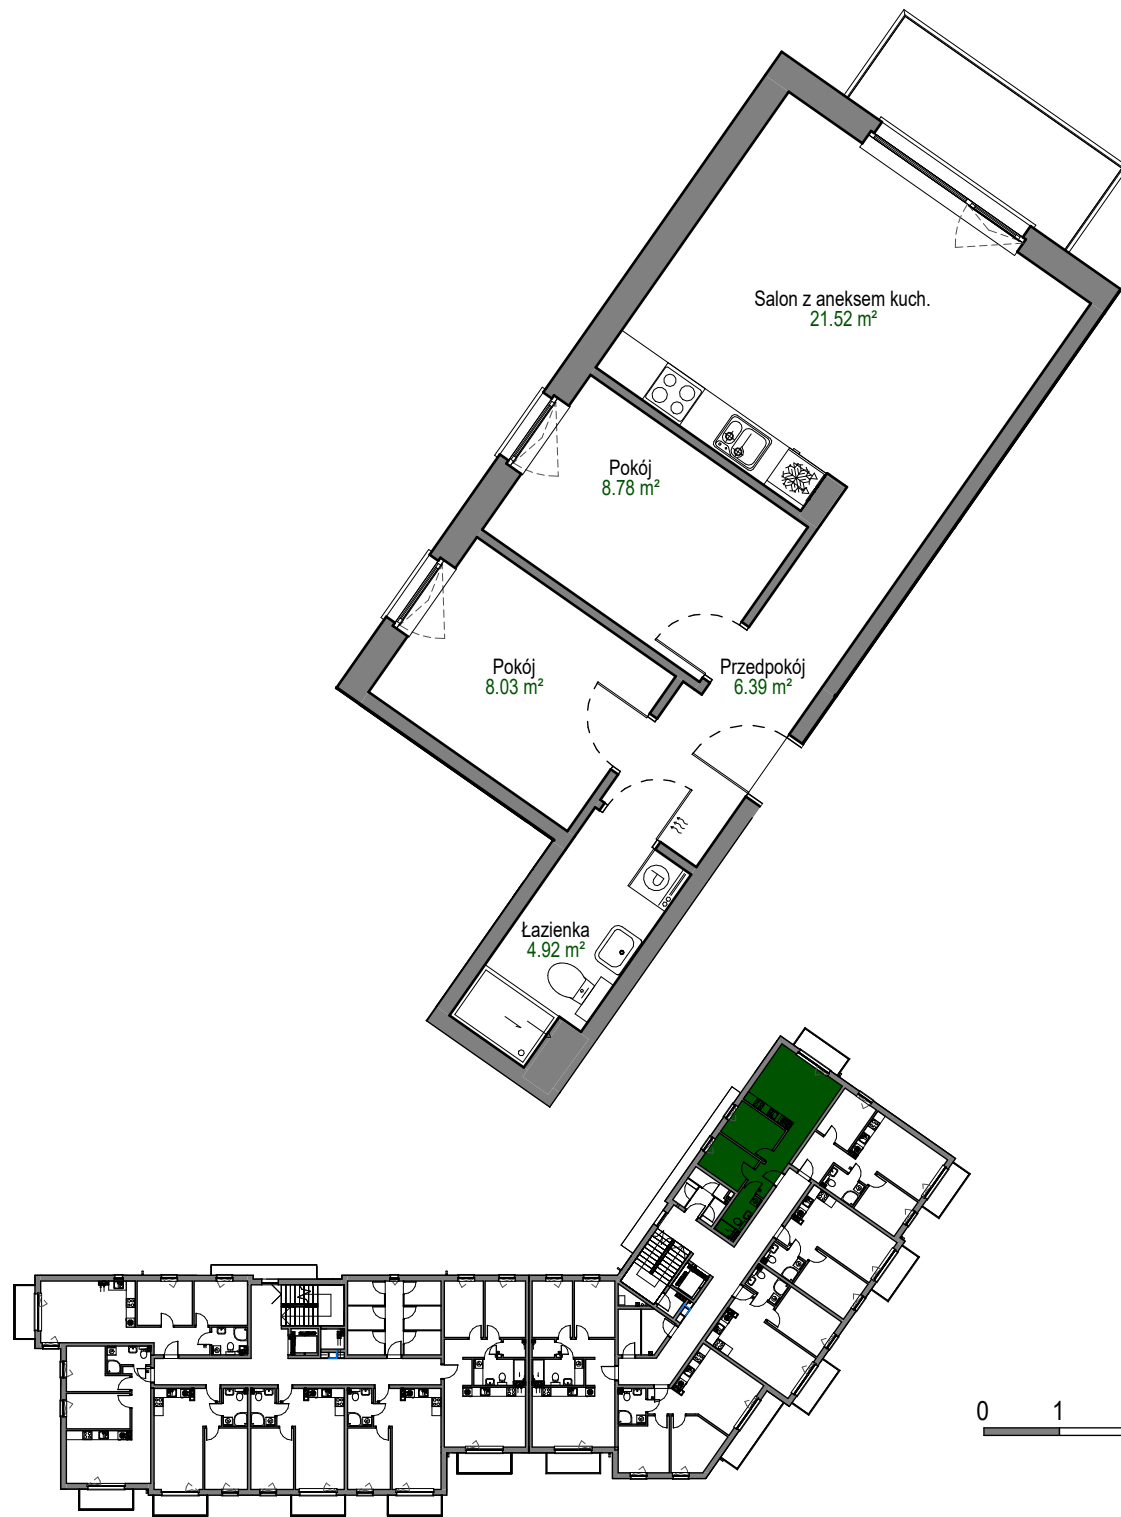 Salon z aneksem kuch.
21.52 m²
Pokój
8.78 m²
Pokój
8.03 m²
Przedpokój
6.39 m²
Łazienka
4.92 m²
0 1